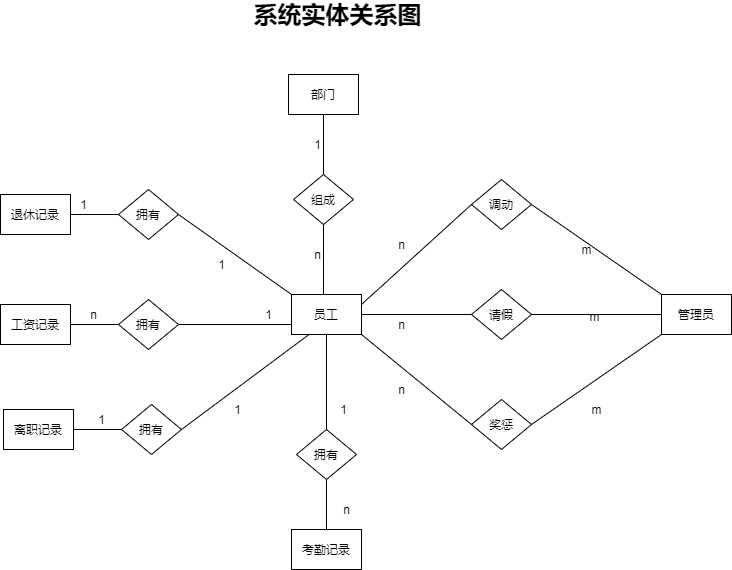 系统实体关系图
部门
1
组成
n
退休记录
1
拥有
1
调动
n
m
工资记录
n
拥有
1
员工
n
请假
m
管理员
离职记录
1
拥有
1
1
n
奖惩
m
拥有
n
考勤记录